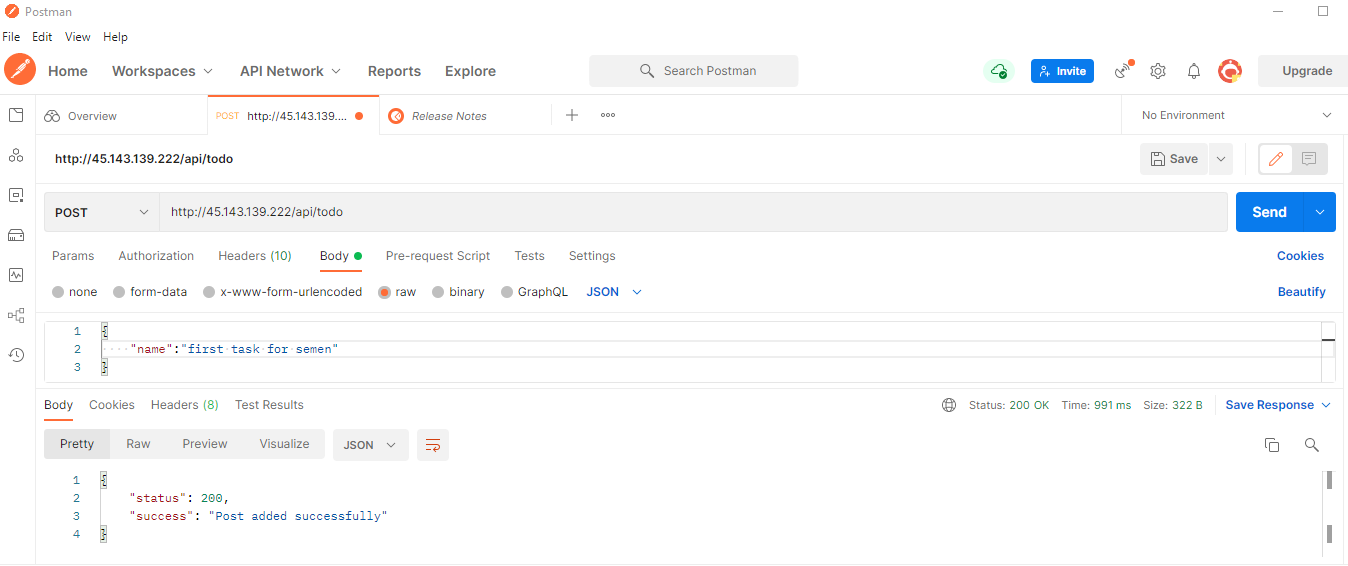 Postman
File Edit View Help
Home Workspaces API Network Reports Explore Search Postman Invite Upgrade
Overview POST http://45.143.139.... Release Notes No Environment
http://45.143.139.222/api/todo Save
POST http://45.143.139.222/api/todo Send
Params Authorization Headers (10) Body Pre-request Script Tests Settings Cookies
none form-data x-www-form-urlencoded raw binary GraphQL JSON Beautify
1 {
2 "name":"first task for semen"
3 }
Body Cookies Headers (8) Test Results Status: 200 OK Time: 991 ms Size: 322 B Save Response
Pretty Raw Preview Visualize JSON
1 {
2 "status": 200,
3 "success": "Post added successfully"
4 }